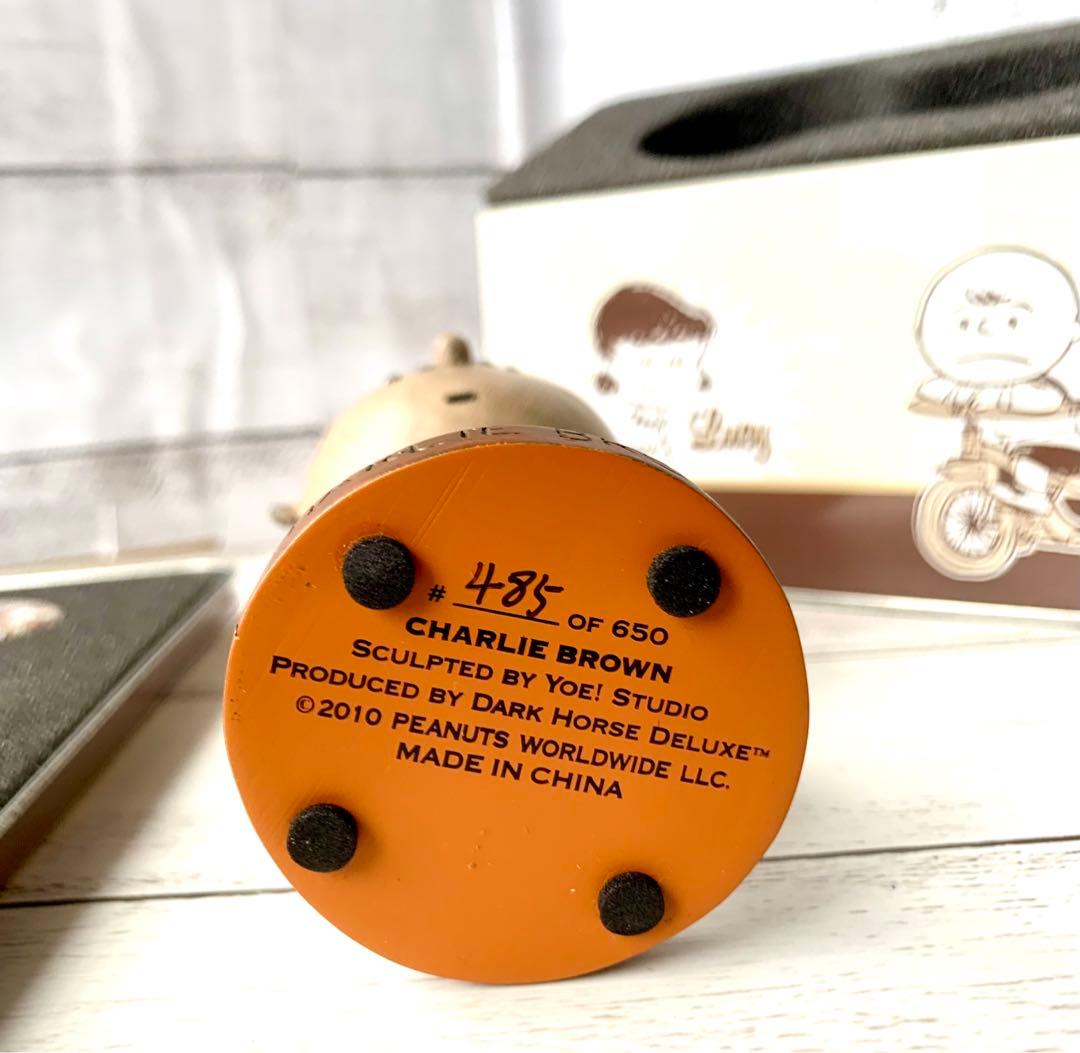 # 485 OF 650
CHARLIE BROWN
SCULPTED BY YOE! STUDIO
PRODUCED BY DARK HORSE DELUXE™
©2010 PEANUTS WORLDWIDE LLC.
MADE IN CHINA
Lucy